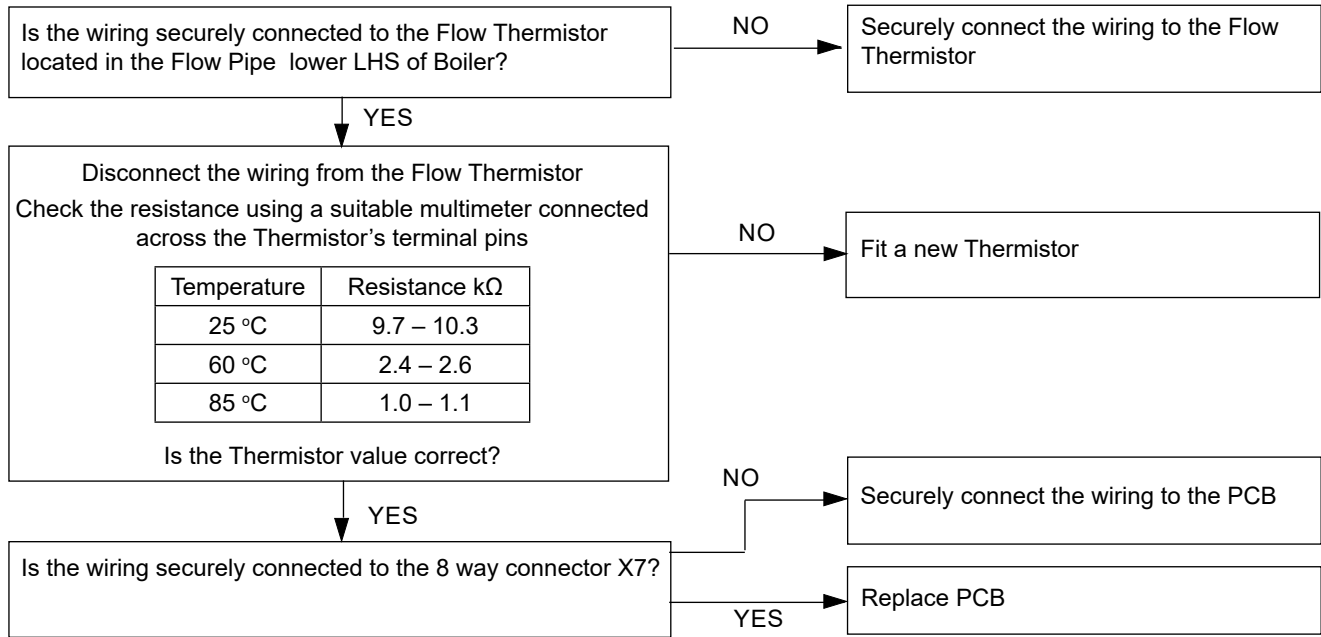 Is the wiring securely connected to the Flow Thermistor
located in the Flow Pipe  lower LHS of Boiler?
NO
Securely connect the wiring to the Flow
Thermistor
YES
Disconnect the wiring from the Flow Thermistor
Check the resistance using a suitable multimeter connected
across the Thermistor’s terminal pins
NO
Fit a new Thermistor
Temperature Resistance kΩ
25 °C 9.7 – 10.3
60 °C 2.4 – 2.6
85 °C 1.0 – 1.1
Is the Thermistor value correct?
YES
NO
Securely connect the wiring to the PCB
Is the wiring securely connected to the 8 way connector X7?
YES
Replace PCB